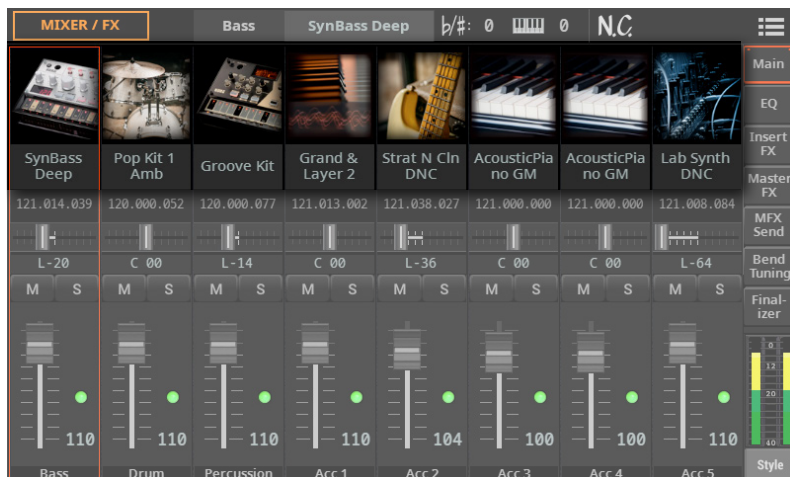 MIXER / FX Bass SynBass Deep b/#: 0 0 N.C.
Main
EQ
Insert
FX
Master
FX
MFX
Send
Bend
Tuning
Final-
izer
SynBass
Deep
Pop Kit 1
Amb
Groove Kit
Grand &
Layer 2
Strat N Cln
DNC
AcousticPia
no GM
AcousticPia
no GM
Lab Synth
DNC
121.014.039 120.000.052 120.000.077 121.013.002 121.038.027 121.000.000 121.000.000 121.008.084
L-20 C 00 L-14 C 00 L-36 C 00 C 00 L-64
M S M S M S M S M S M S M S M S
0
12
20
40
110 110 110 110 104 100 100 110
Bass Drum Percussion Acc 1 Acc 2 Acc 3 Acc 4 Acc 5
Style